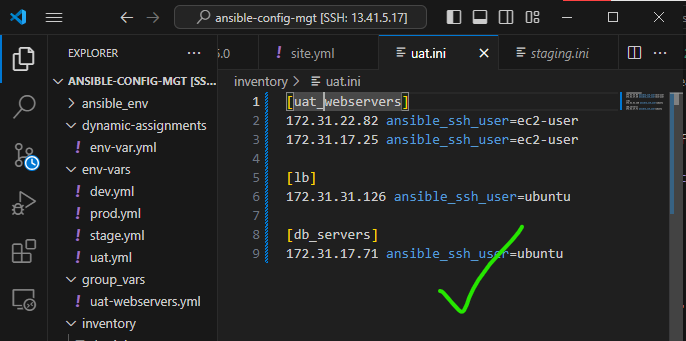 ansible-config-mgt [SSH: 13.41.5.17]
EXPLORER
ANSIBLE-CONFIG-MGT [SS...
ansible_env
dynamic-assignments
! env-var.yml
env-vars
! dev.yml
! prod.yml
! stage.yml
! uat.yml
group_vars
! uat-webservers.yml
inventory
5.0
! site.yml
uat.ini
staging.ini
inventory > uat.ini
1 [uat_webservers]
2 172.31.22.82 ansible_ssh_user=ec2-user
3 172.31.17.25 ansible_ssh_user=ec2-user
4
5 [lb]
6 172.31.31.126 ansible_ssh_user=ubuntu
7
8 [db_servers]
9 172.31.17.71 ansible_ssh_user=ubuntu